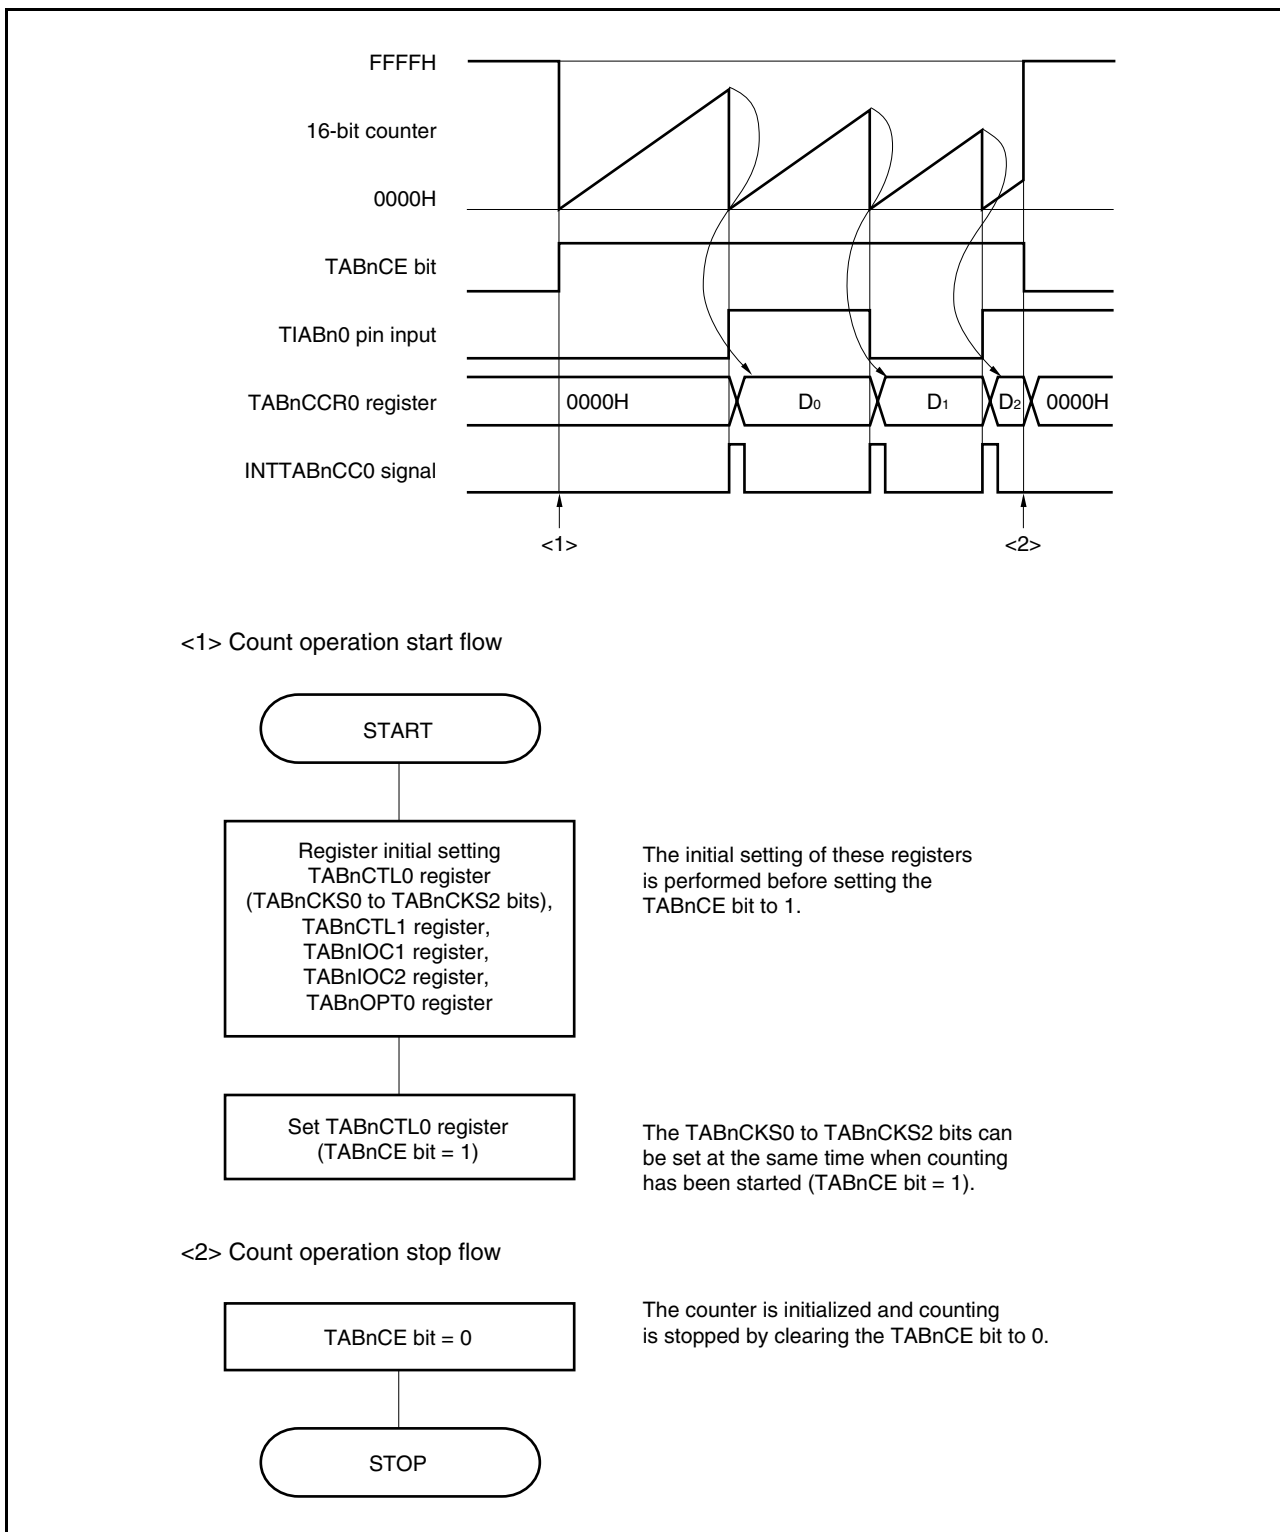 FFFFH
16-bit counter
0000H
TABnCE bit
TIABn0 pin input
TABnCCR0 register
0000H
D0
D1
D2
0000H
INTTABnCC0 signal
<1>
<2>
<1> Count operation start flow
START
Register initial setting
TABnCTL0 register
(TABnCKS0 to TABnCKS2 bits),
TABnCTL1 register,
TABnIOC1 register,
TABnIOC2 register,
TABnOPT0 register
The initial setting of these registers
is performed before setting the
TABnCE bit to 1.
Set TABnCTL0 register
(TABnCE bit = 1)
The TABnCKS0 to TABnCKS2 bits can
be set at the same time when counting
has been started (TABnCE bit = 1).
<2> Count operation stop flow
TABnCE bit = 0
The counter is initialized and counting
is stopped by clearing the TABnCE bit to 0.
STOP